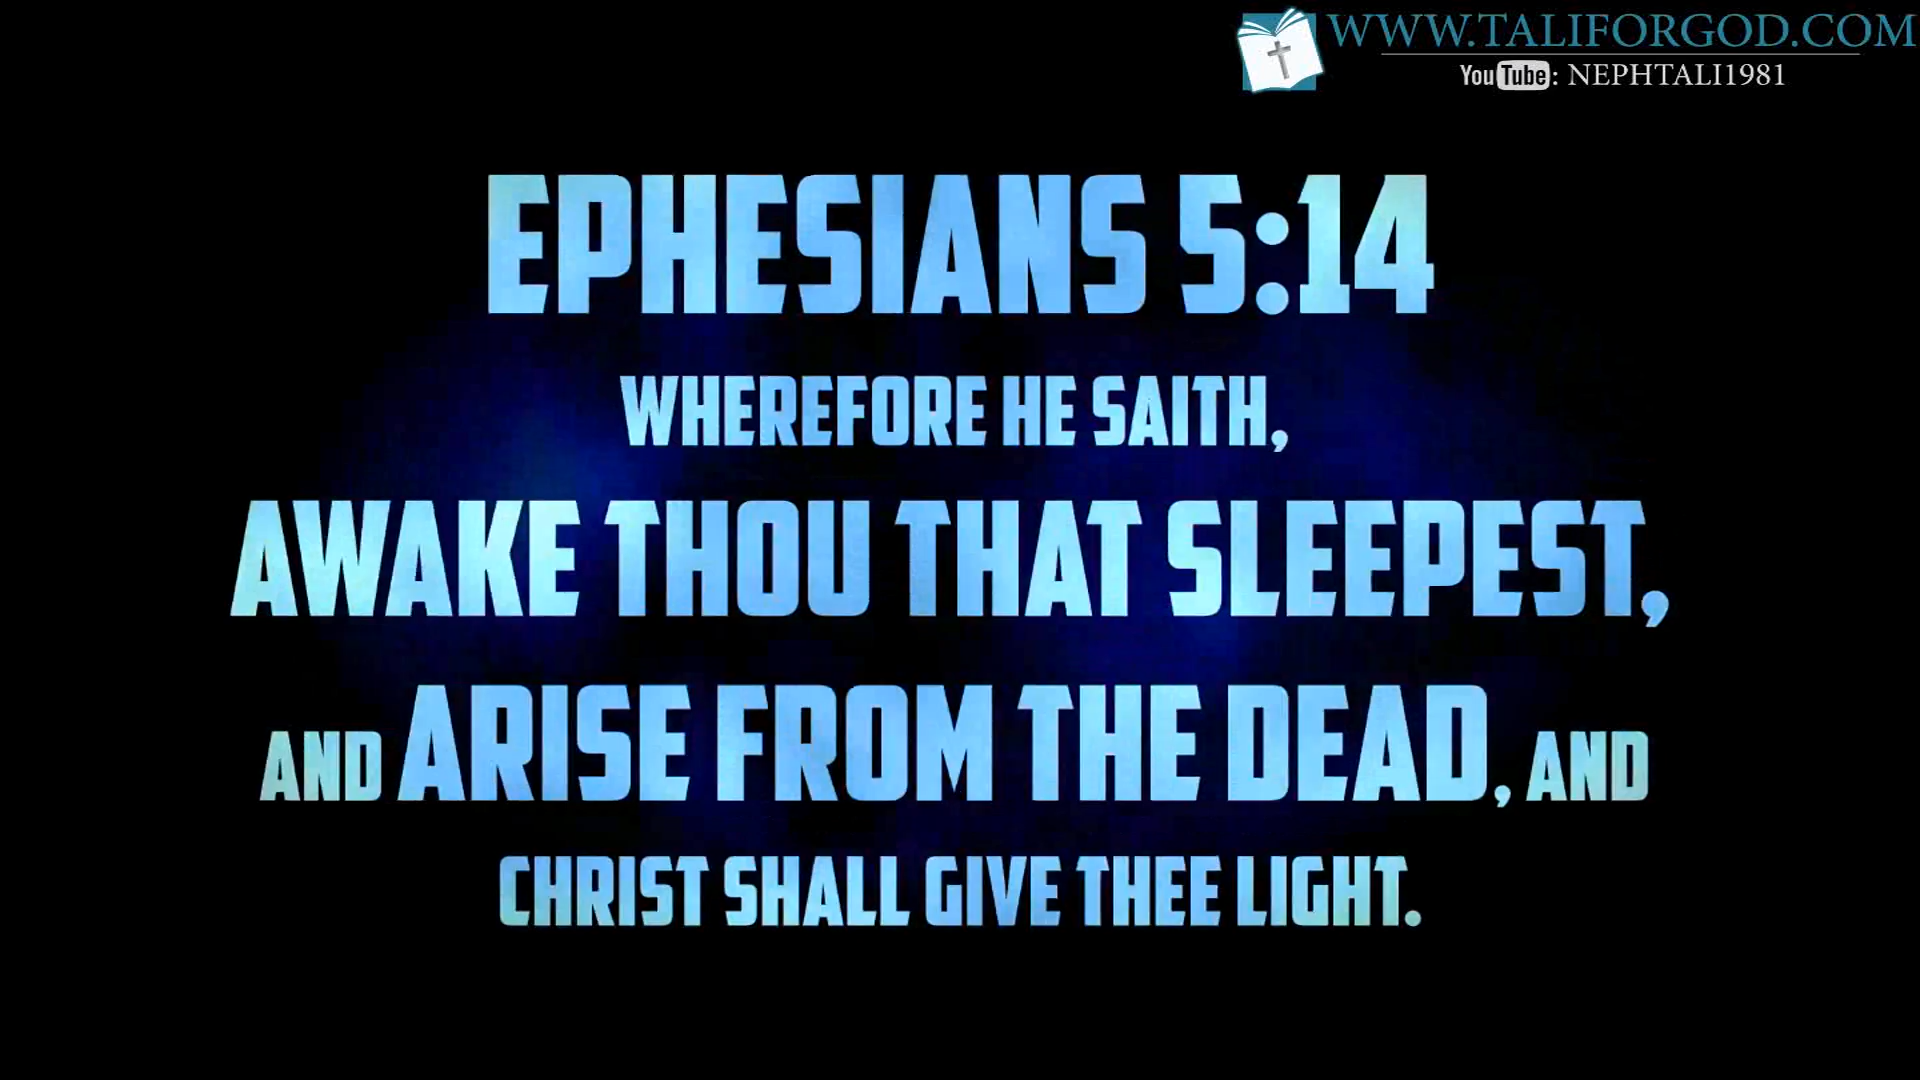 WWW.TALIFORGOD.COM
YouTube: NEPHTALI1981
EPHESIANS 5:14
WHEREFORE HE SAITH,
AWAKE THOU THAT SLEEPEST,
AND ARISE FROM THE DEAD, AND
CHRIST SHALL GIVE THEE LIGHT.